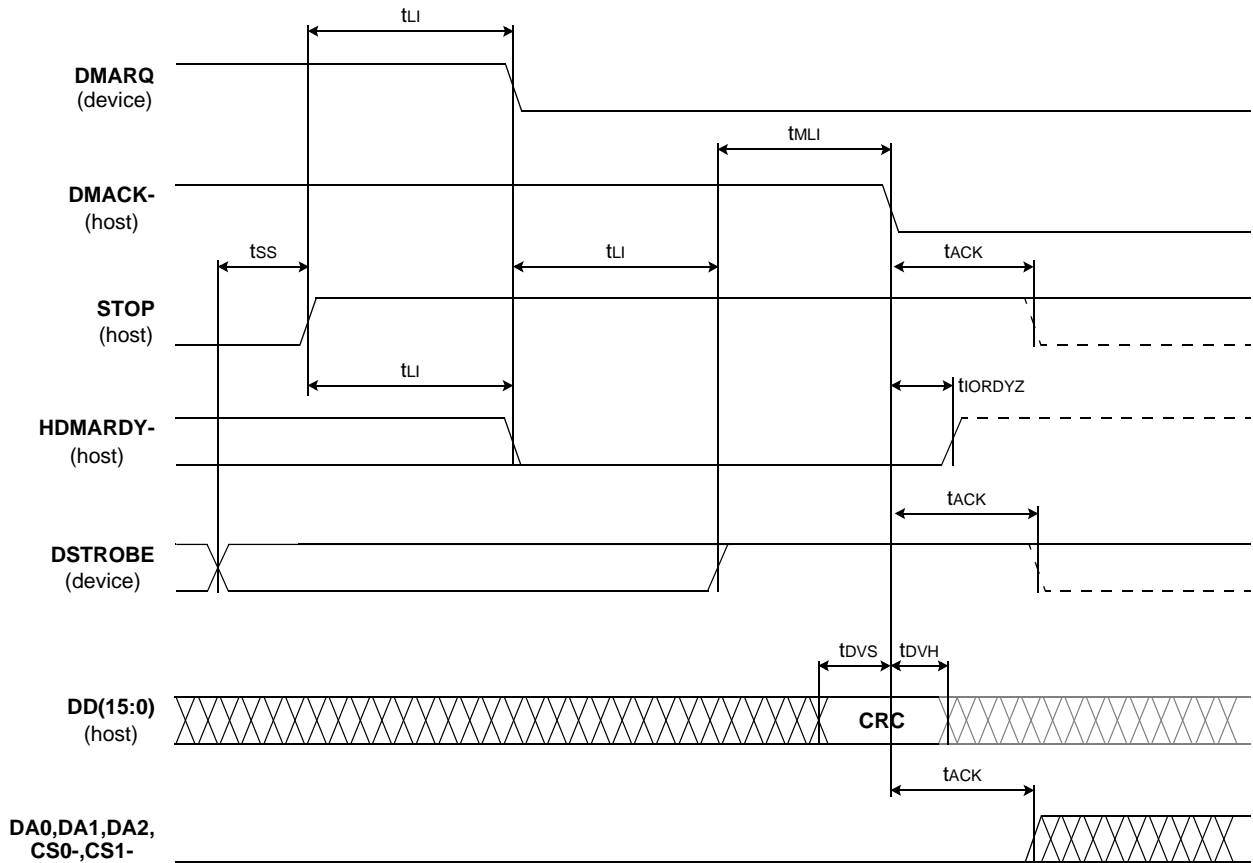 tLI
DMARQ
(device)
tMLI
DMACK-
(host)
tSS
tLI
tACK
STOP
(host)
tLI
tIORDYZ
HDMARDY-
(host)
tACK
DSTROBE
(device)
tDVS
tDVH
DD(15:0)
(host)
CRC
tACK
DA0,DA1,DA2,
CS0-,CS1-